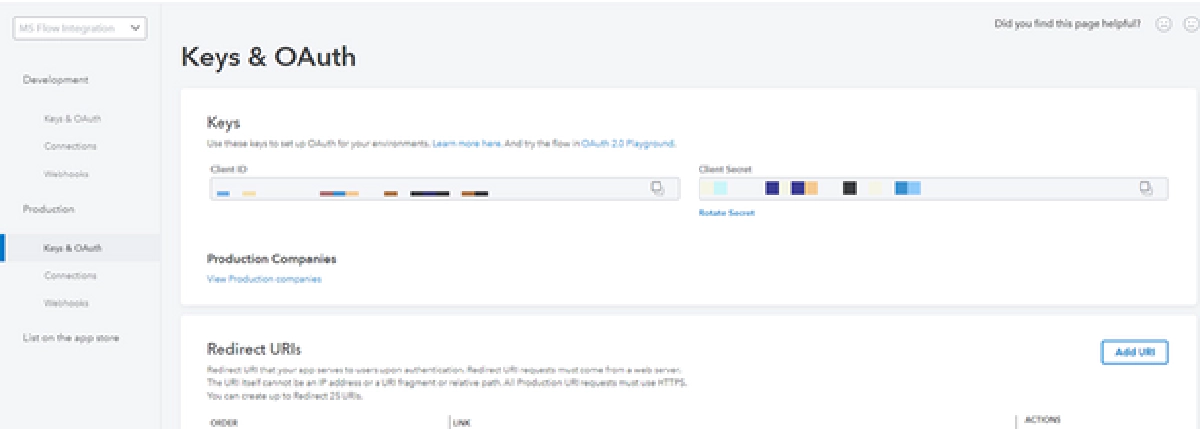 MS Flow Integration
Did you find this page helpful?
Keys & OAuth
Development
Keys & OAuth
Connections
Webhooks
Production
Keys & OAuth
Connections
Webhooks
List on the app store
Keys
Use these keys to set up OAuth for your environments. Learn more here. And try the flow in OAuth 2.0 Playground.
Client ID
Client Secret
Rotate Secret
Production Companies
View Production companies
Redirect URIs
Add URI
Redirect URI that your app serves to users upon authentication. Redirect URI requests must come from a web server.
The URI itself cannot be an IP address or a URI fragment or relative path. All Production URI requests must use HTTPS.
You can create up to Redirect 25 URIs.
ORDER
LINK
ACTIONS